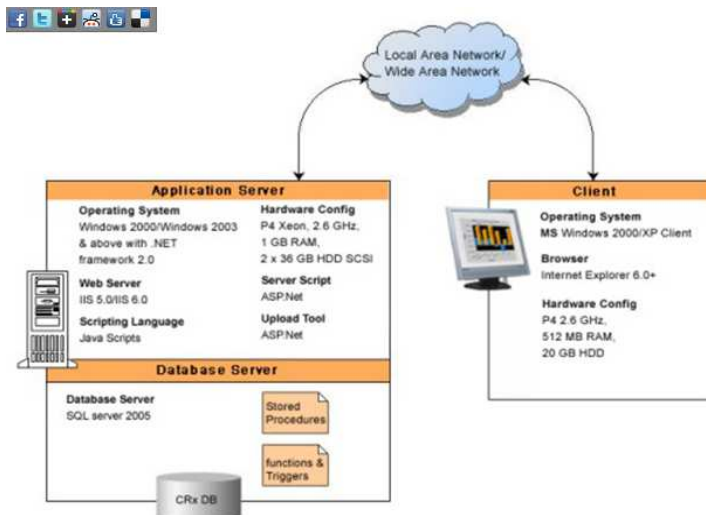 Local Area Network/
Wide Area Network
Application Server
Operating System
Windows 2000/Windows 2003
& above with .NET
framework 2.0
Web Server
IIS 5.0/IIS 6.0
Scripting Language
Java Scripts
Hardware Config
P4 Xeon, 2.6 GHz,
1 GB RAM,
2 x 36 GB HDD SCSI
Server Script
ASP.Net
Upload Tool
ASP.Net
Database Server
Database Server
SQL server 2005
Stored
Procedures
functions &
Triggers
CRx DB
Client
Operating System
MS Windows 2000/XP Client
Browser
Internet Explorer 6.0+
Hardware Config
P4 2.6 GHz,
512 MB RAM,
20 GB HDD